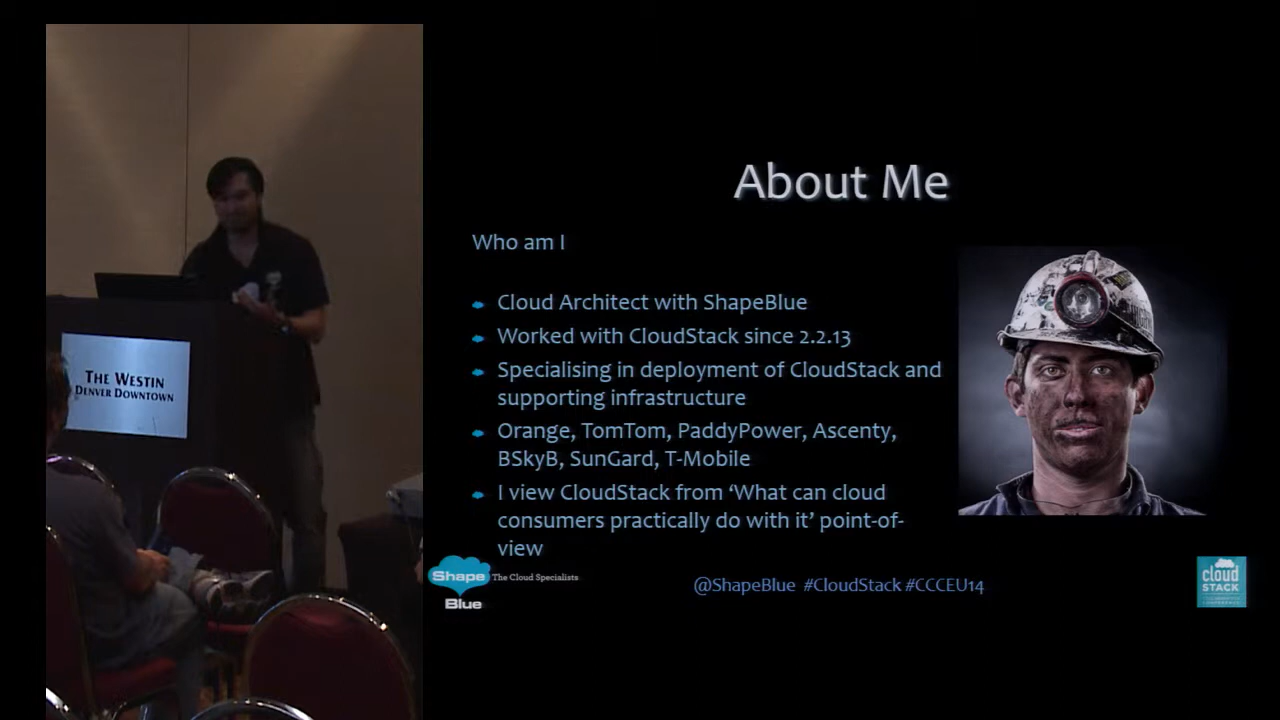 THE WESTIN
DENVER DOWNTOWN
About Me
Who am I
Cloud Architect with ShapeBlue
Worked with CloudStack since 2.2.13
Specialising in deployment of CloudStack and
supporting infrastructure
Orange, TomTom, PaddyPower, Ascenty,
BSkyB, SunGard, T-Mobile
I view CloudStack from ‘What can cloud
consumers practically do with it’ point-of-
view
Shape
Blue
The Cloud Specialists
@ShapeBlue #CloudStack #CCCEU14
cloud
STACK